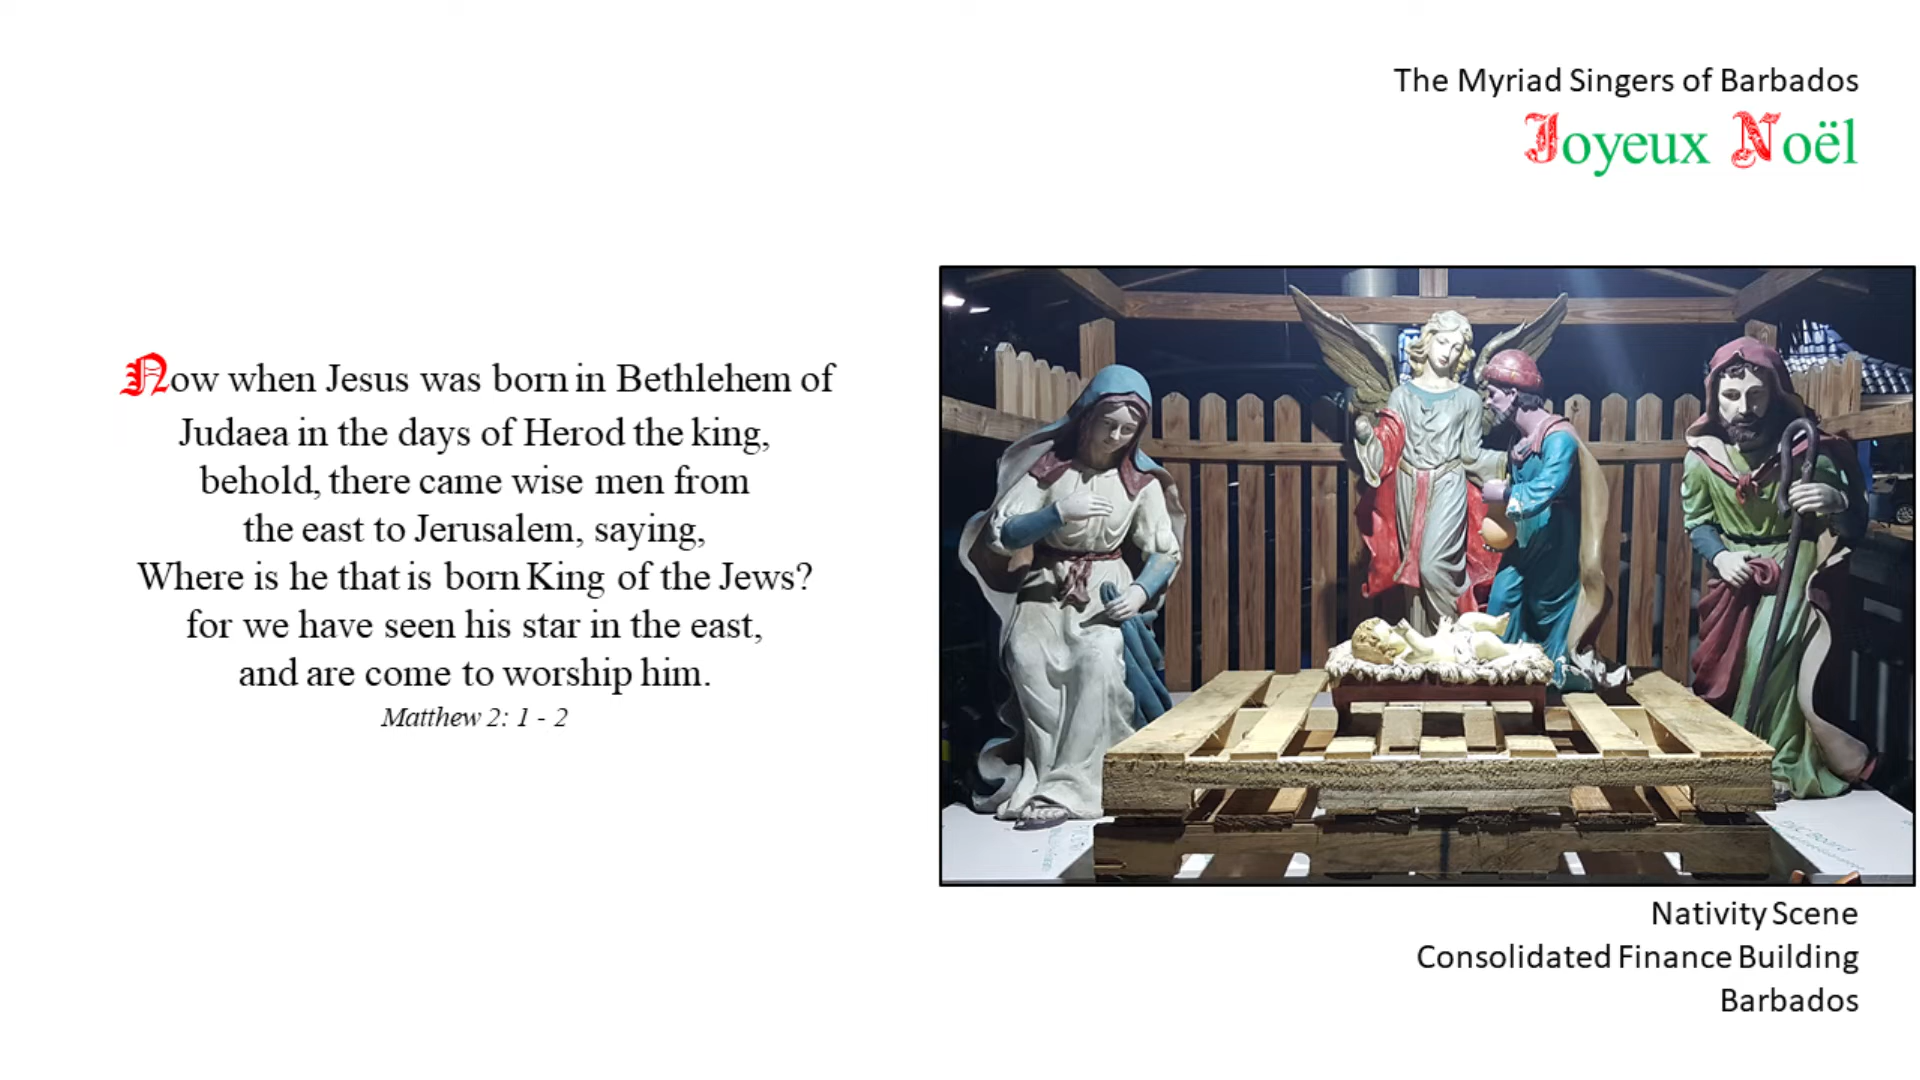 The Myriad Singers of Barbados
Joyeux Noël
Now when Jesus was born in Bethlehem of
Judaea in the days of Herod the king,
behold, there came wise men from
the east to Jerusalem, saying,
Where is he that is born King of the Jews?
for we have seen his star in the east,
and are come to worship him.
Matthew 2: 1 - 2
Nativity Scene
Consolidated Finance Building
Barbados